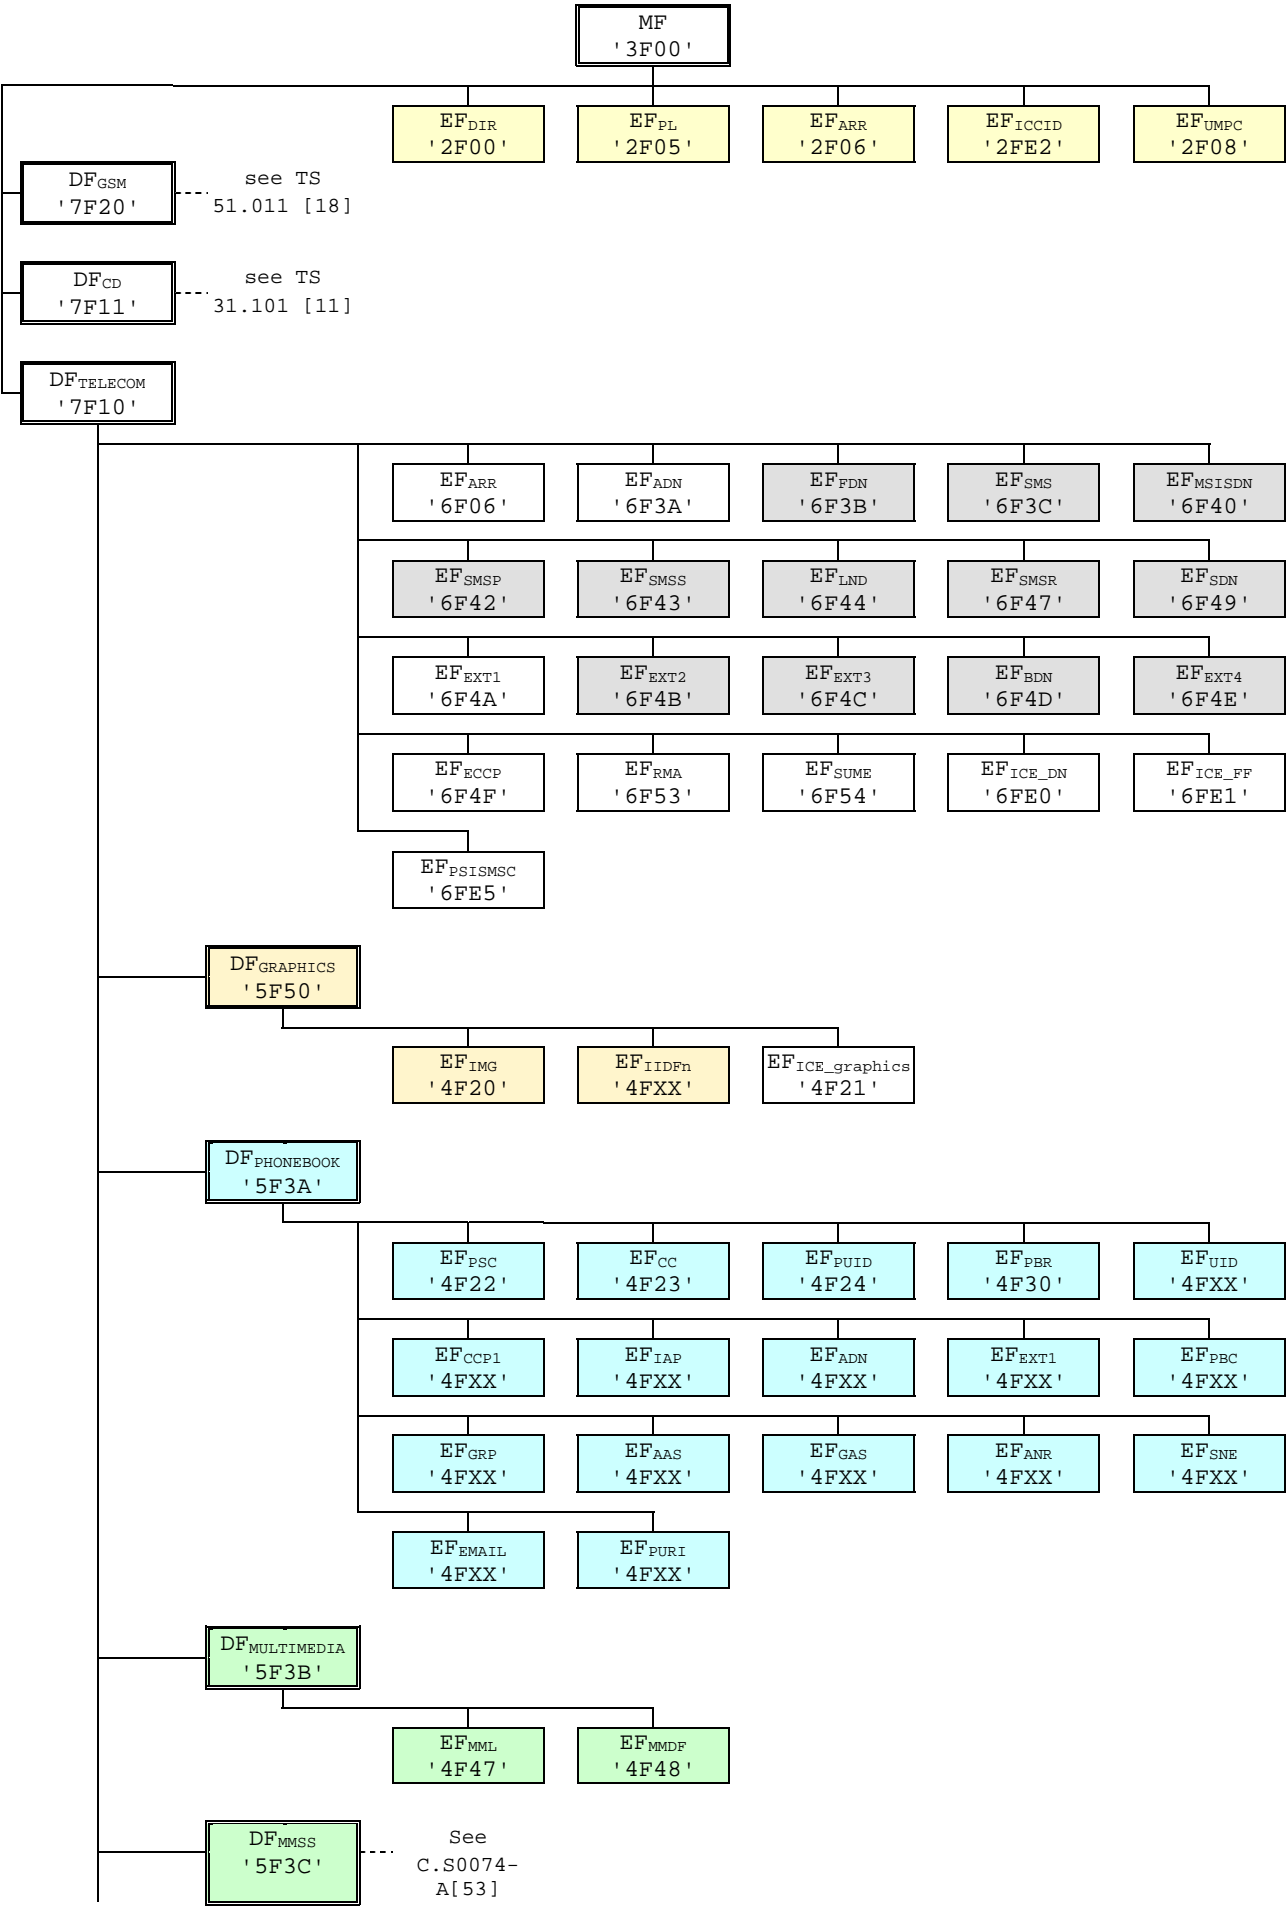 MF
'3F00'
EFDIR
'2F00'
EFPL
'2F05'
EFARR
'2F06'
EFICCID
'2FE2'
EFUMPC
'2F08'
DFGSM
'7F20'
see TS
51.011 [18]
DFCD
'7F11'
see TS
31.101 [11]
DFTELECOM
'7F10'
EFARR
'6F06'
EFADN
'6F3A'
EFFDN
'6F3B'
EFSMS
'6F3C'
EFMSISDN
'6F40'
EFSMSP
'6F42'
EFSMSS
'6F43'
EFLND
'6F44'
EFSMSR
'6F47'
EFSDN
'6F49'
EFEXT1
'6F4A'
EFEXT2
'6F4B'
EFEXT3
'6F4C'
EFBDN
'6F4D'
EFEXT4
'6F4E'
EFECCP
'6F4F'
EFRMA
'6F53'
EFSUME
'6F54'
EFICE_DN
'6FE0'
EFICE_FF
'6FE1'
EFPSISMSC
'6FE5'
DFGRAPHICS
'5F50'
EFIMG
'4F20'
EFIIDFn
'4FXX'
EFICE_graphics
'4F21'
DFPHONEBOOK
'5F3A'
EFPSC
'4F22'
EFCC
'4F23'
EFPUID
'4F24'
EFPBR
'4F30'
EFUID
'4FXX'
EFCCP1
'4FXX'
EFIAP
'4FXX'
EFADN
'4FXX'
EFEXT1
'4FXX'
EFPBC
'4FXX'
EFGRP
'4FXX'
EFAAS
'4FXX'
EFGAS
'4FXX'
EFANR
'4FXX'
EFSNE
'4FXX'
EFEMAIL
'4FXX'
EFPURI
'4FXX'
DFMULTIMEDIA
'5F3B'
EFMML
'4F47'
EFMMDF
'4F48'
DFMMSS
'5F3C'
See
C.S0074-
A[53]